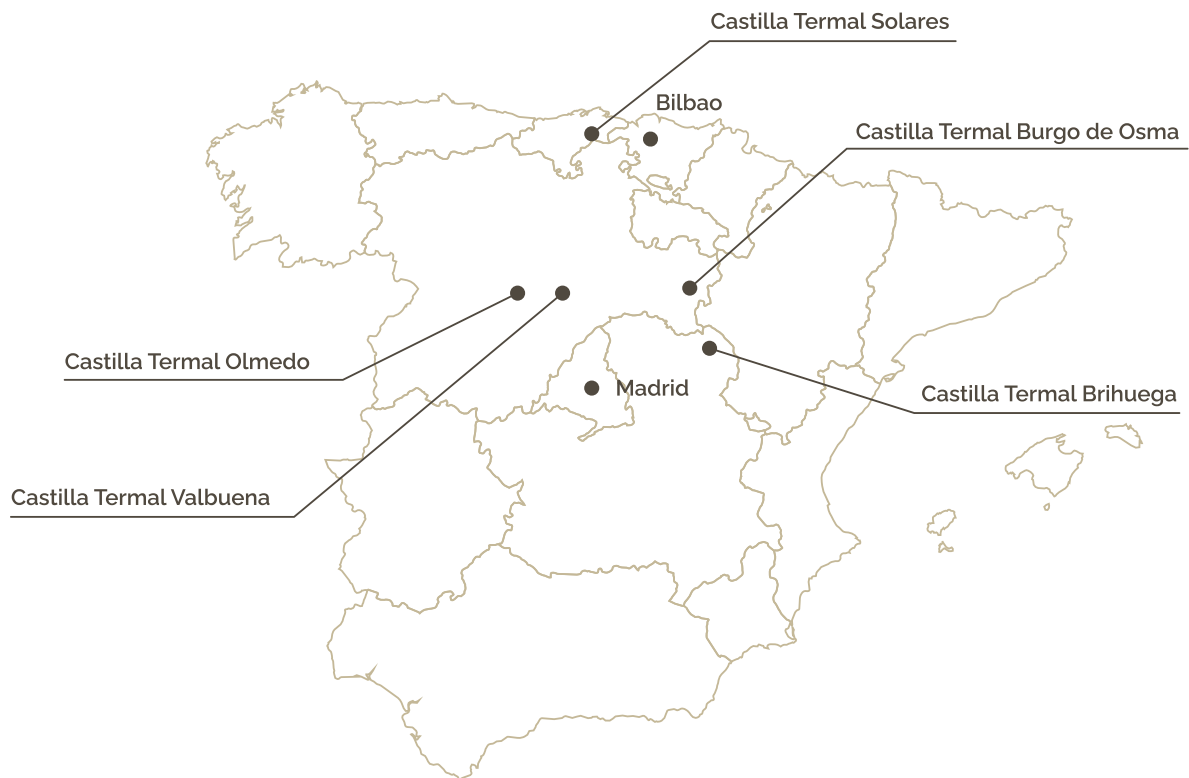 Castilla Termal Solares
Bilbao
Castilla Termal Burgo de Osma
Castilla Termal Olmedo
Madrid
Castilla Termal Brihuega
Castilla Termal Valbuena